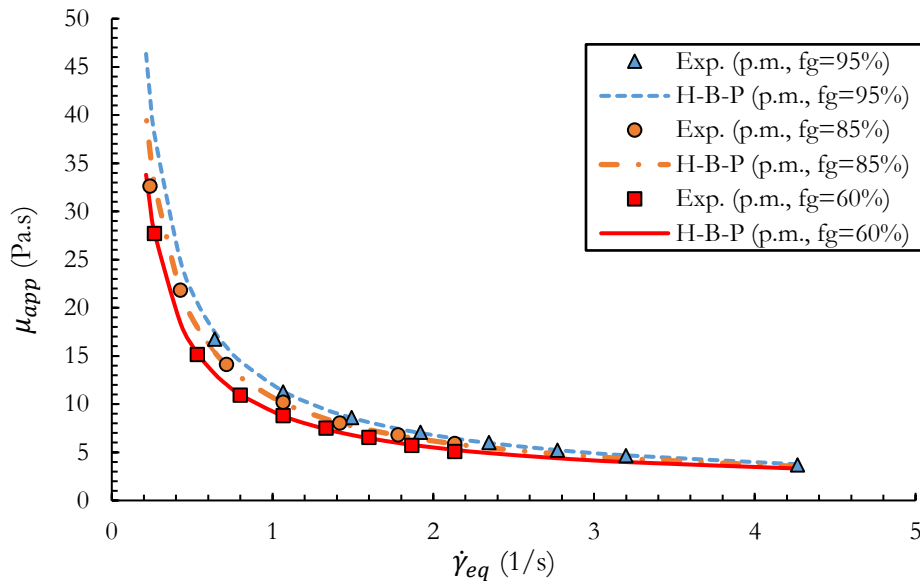 50
45
40
35
30
25
20
15
10
5
0
μapp (Pa.s)
Exp. (p.m., fg=95%)
H-B-P (p.m., fg=95%)
Exp. (p.m., fg=85%)
H-B-P (p.m., fg=85%)
Exp. (p.m., fg=60%)
H-B-P (p.m., fg=60%)
0 1 2 3 4 5
γ̇eq (1/s)